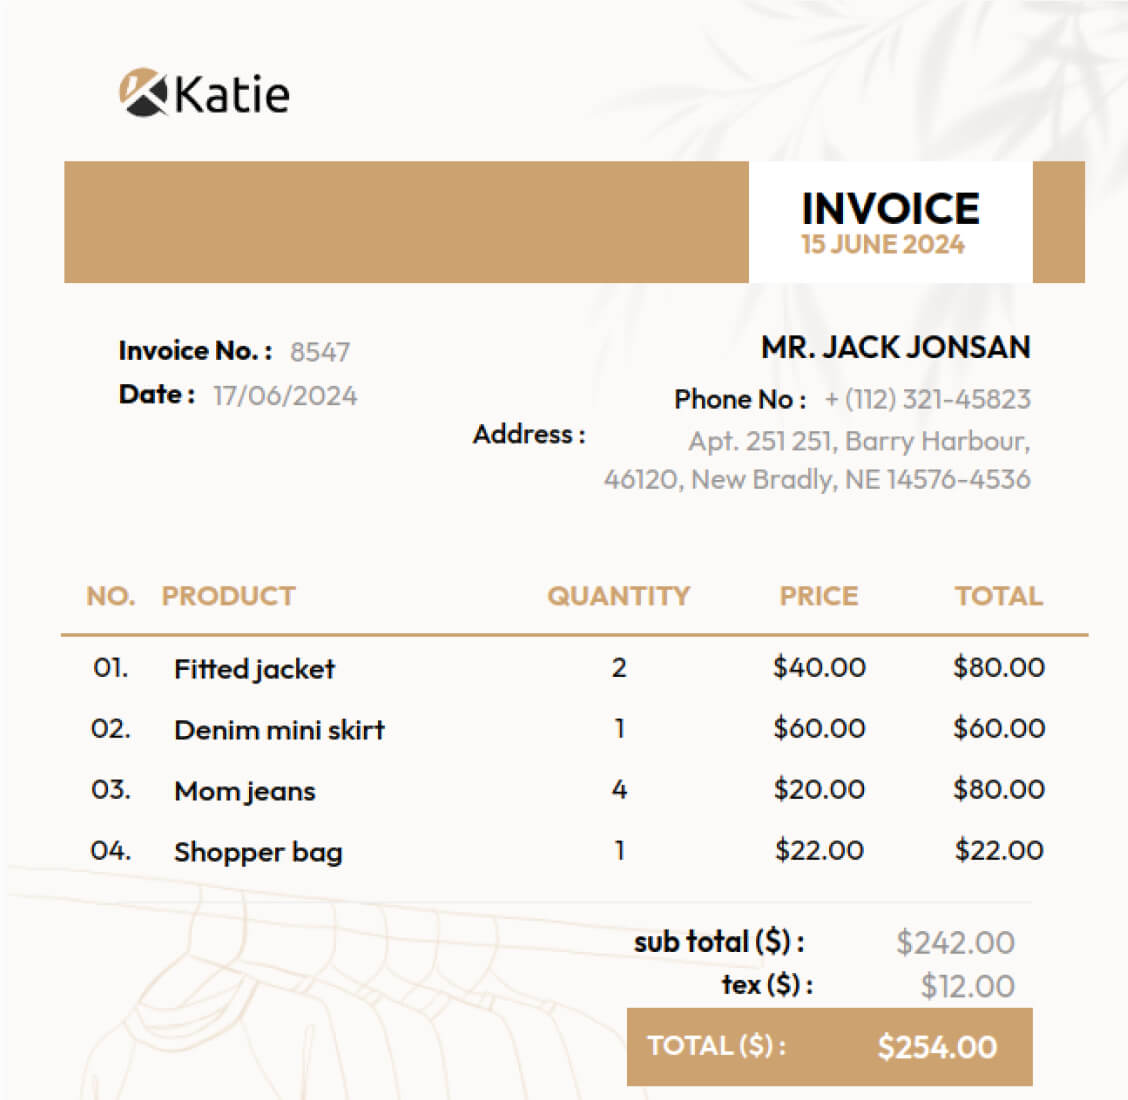 Katie
INVOICE
15 JUNE 2024
Invoice No. : 8547
Date : 17/06/2024
MR. JACK JONSAN
Phone No : + (112) 321-45823
Address : Apt. 251 251, Barry Harbour,
46120, New Bradly, NE 14576-4536
NO. PRODUCT QUANTITY PRICE TOTAL
01. Fitted jacket 2 $40.00 $80.00
02. Denim mini skirt 1 $60.00 $60.00
03. Mom jeans 4 $20.00 $80.00
04. Shopper bag 1 $22.00 $22.00
sub total ($) : $242.00
tex ($) : $12.00
TOTAL ($) : $254.00